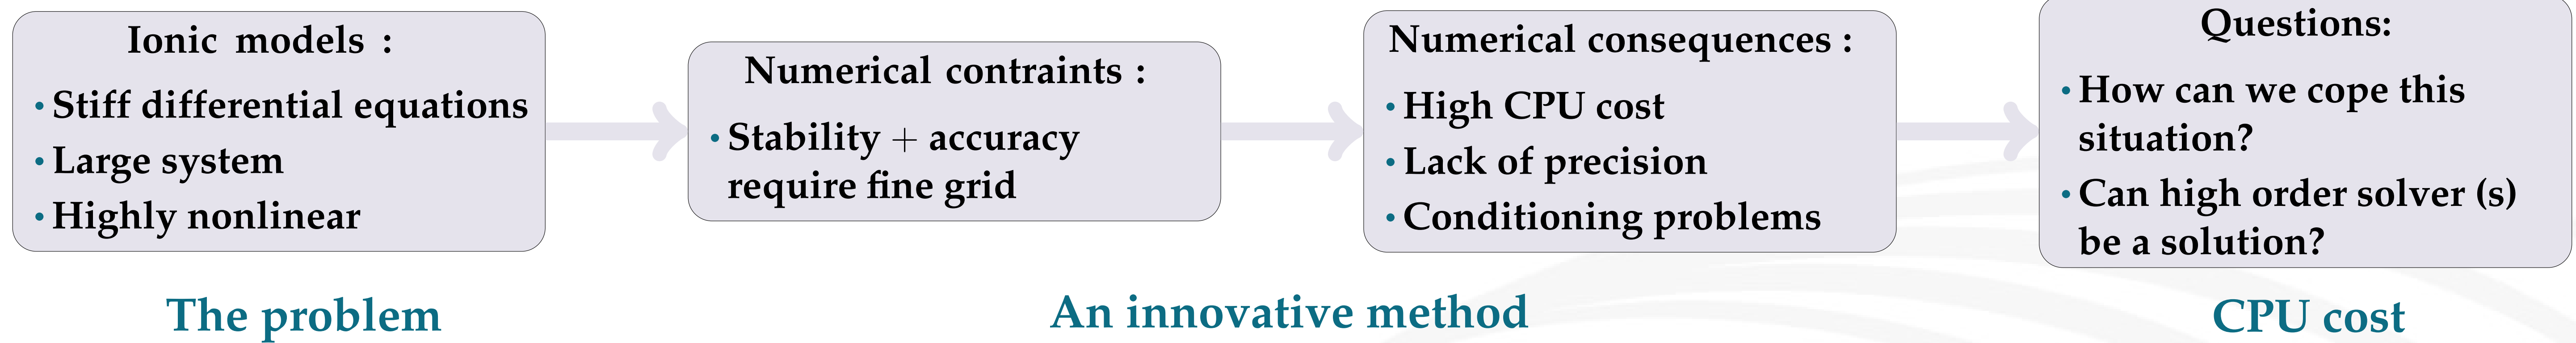 Ionic models :
• Stiff differential equations
• Large system
• Highly nonlinear
Numerical contraints :
• Stability + accuracy
require fine grid
Numerical consequences :
• High CPU cost
• Lack of precision
• Conditioning problems
Questions:
• How can we cope this
situation?
• Can high order solver (s)
be a solution?
The problem
An innovative method
CPU cost